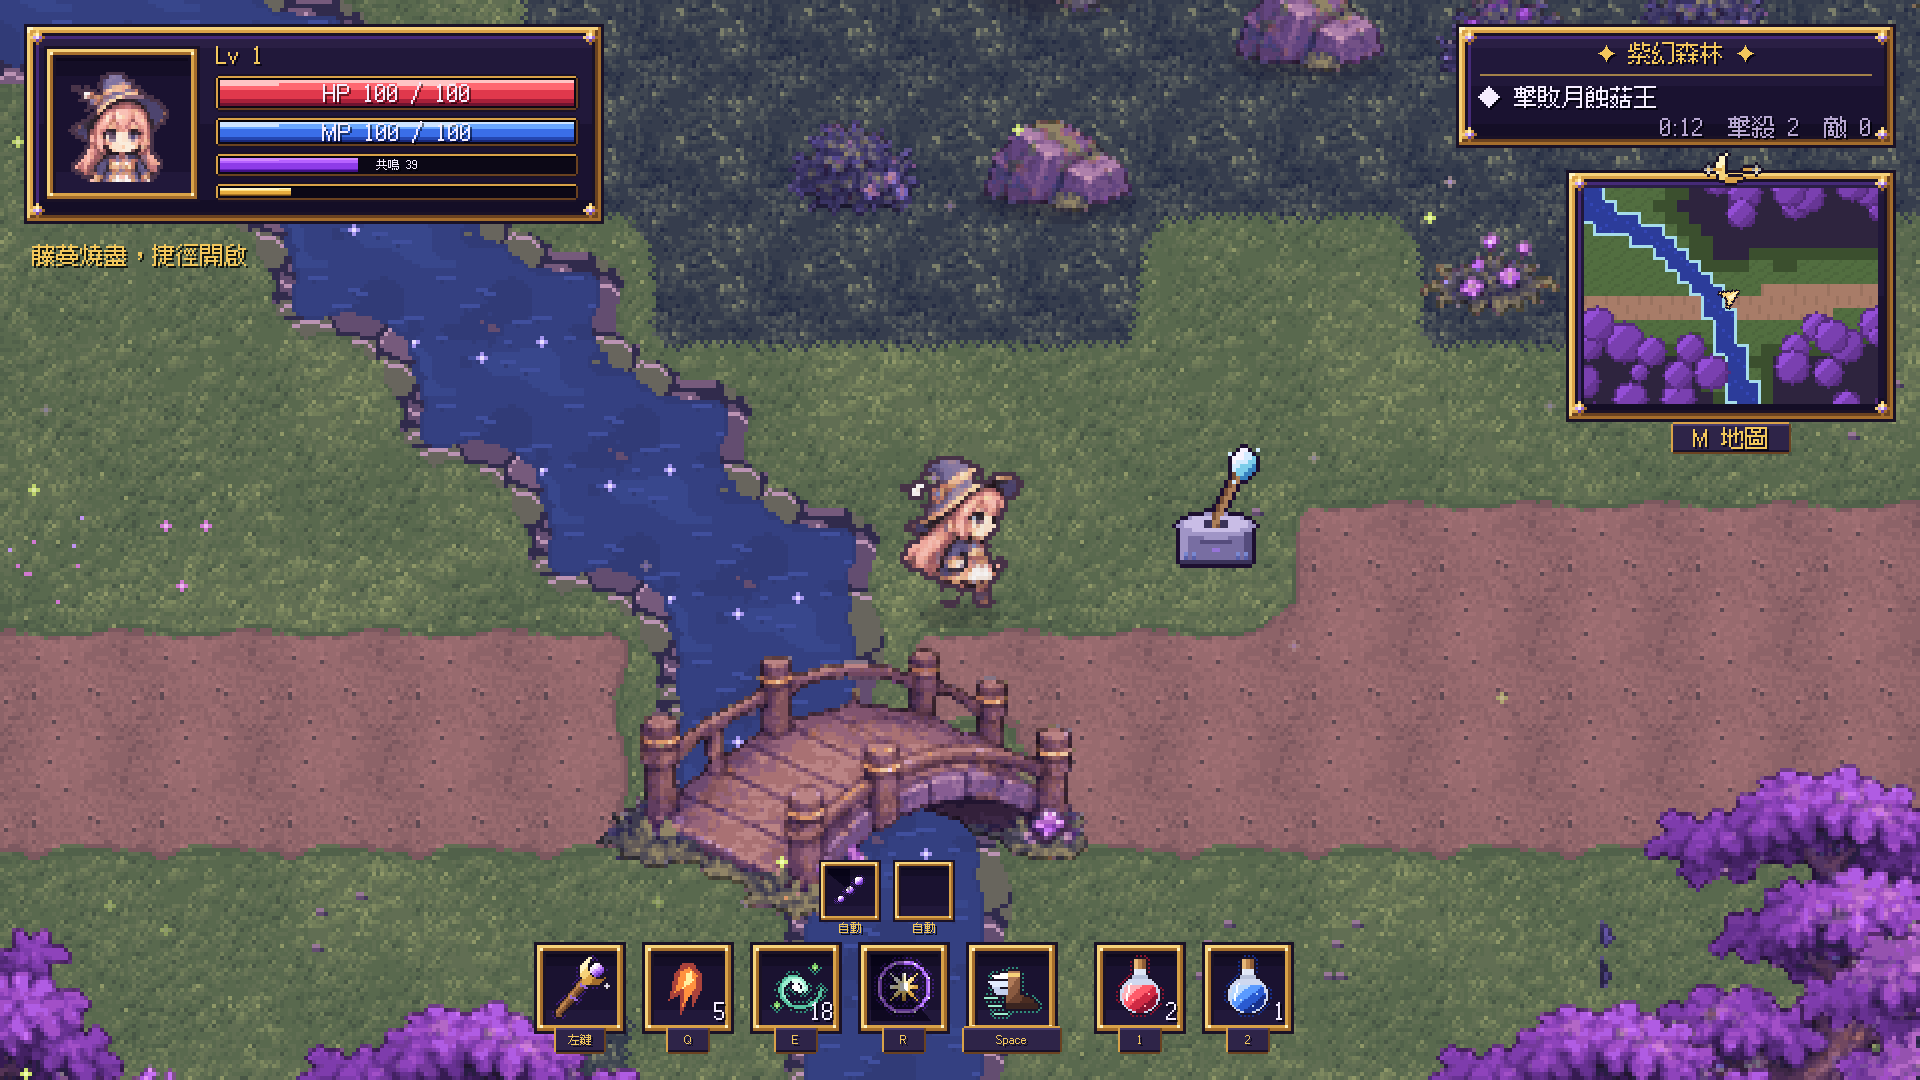 Lv 1
HP 100 / 100
MP 100 / 100
共鳴 39
藤蔓燒盡，捷徑開啟
✦ 紫幻森林 ✦
擊敗月蝕菇王
0:12 擊殺 2 敵 0
M 地圖
自動 自動
5 18 2 1
左鍵 Q E R Space 1 2